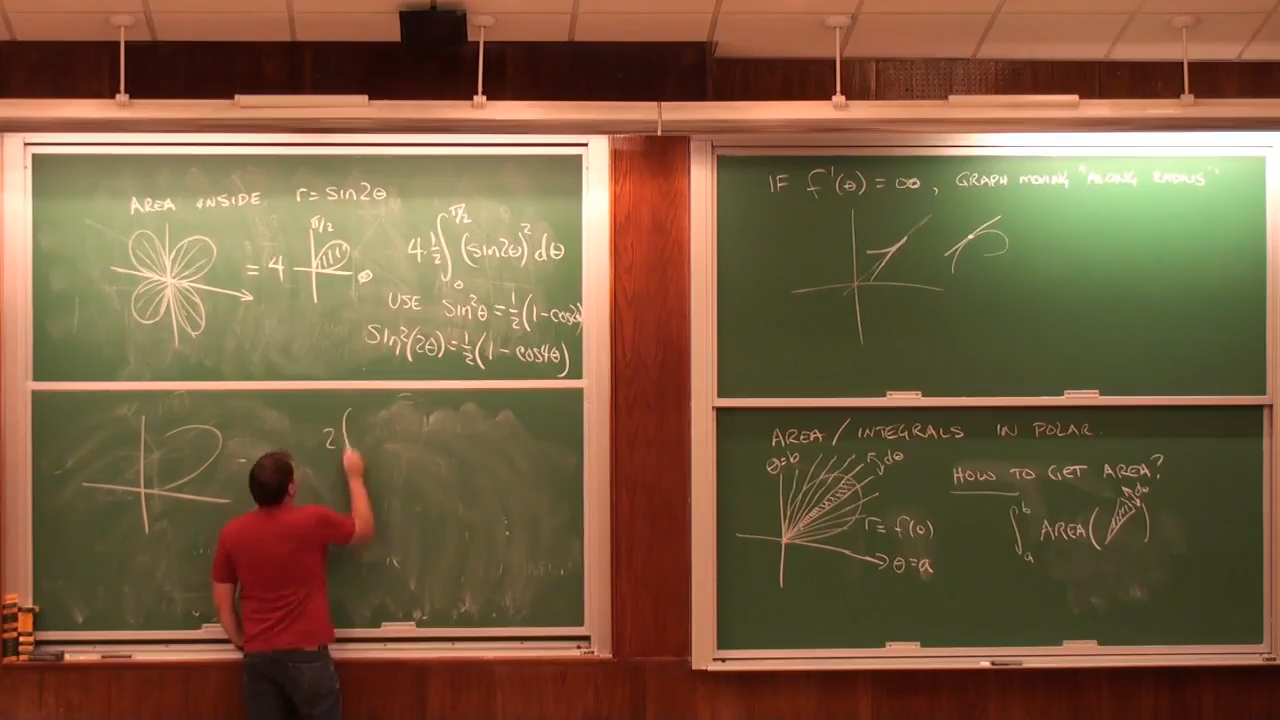 AREA INSIDE r = sin2θ
= 4
π/2
4·½∫₀^{π/2} (sin2θ)² dθ
USE sin²θ = ½(1-cos2θ)
sin²(2θ) = ½(1 - cos4θ)
2∫
IF f'(θ) = ∞, GRAPH MOVING "ALONG RADIUS"
AREA / INTEGRALS IN POLAR.
θ=b
dθ
r = f(θ)
θ=a
HOW TO GET AREA?
∫ₐᵇ AREA( )
dθ